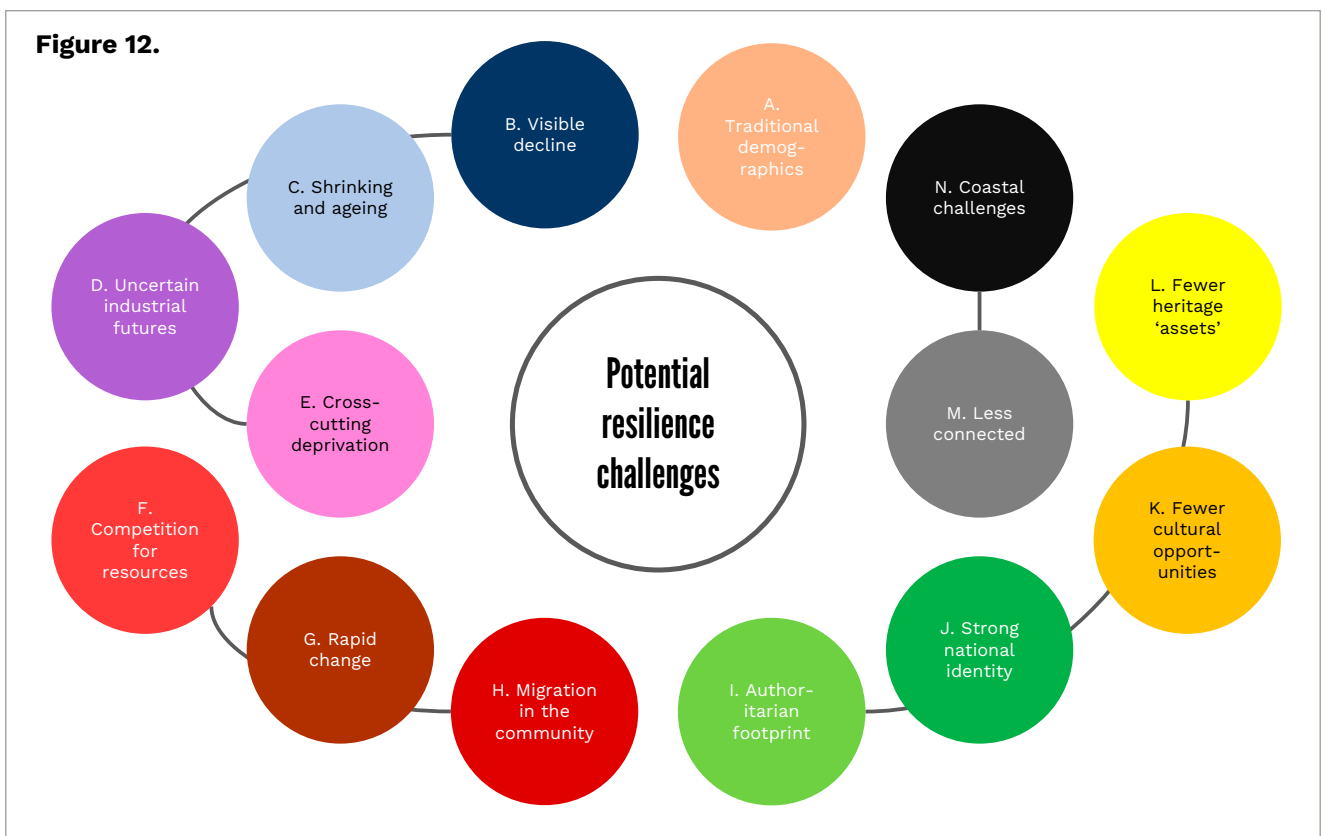 Figure 12.
A.
Traditional
demog-
raphics
B. Visible
decline
C. Shrinking
and ageing
D. Uncertain
industrial
futures
E. Cross-
cutting
deprivation
F.
Competition
for
resources
G. Rapid
change
H. Migration
in the
community
I. Author-
itarian
footprint
J. Strong
national
identity
K. Fewer
cultural
opport-
unities
L. Fewer
heritage
‘assets’
M. Less
connected
N. Coastal
challenges
Potential
resilience
challenges